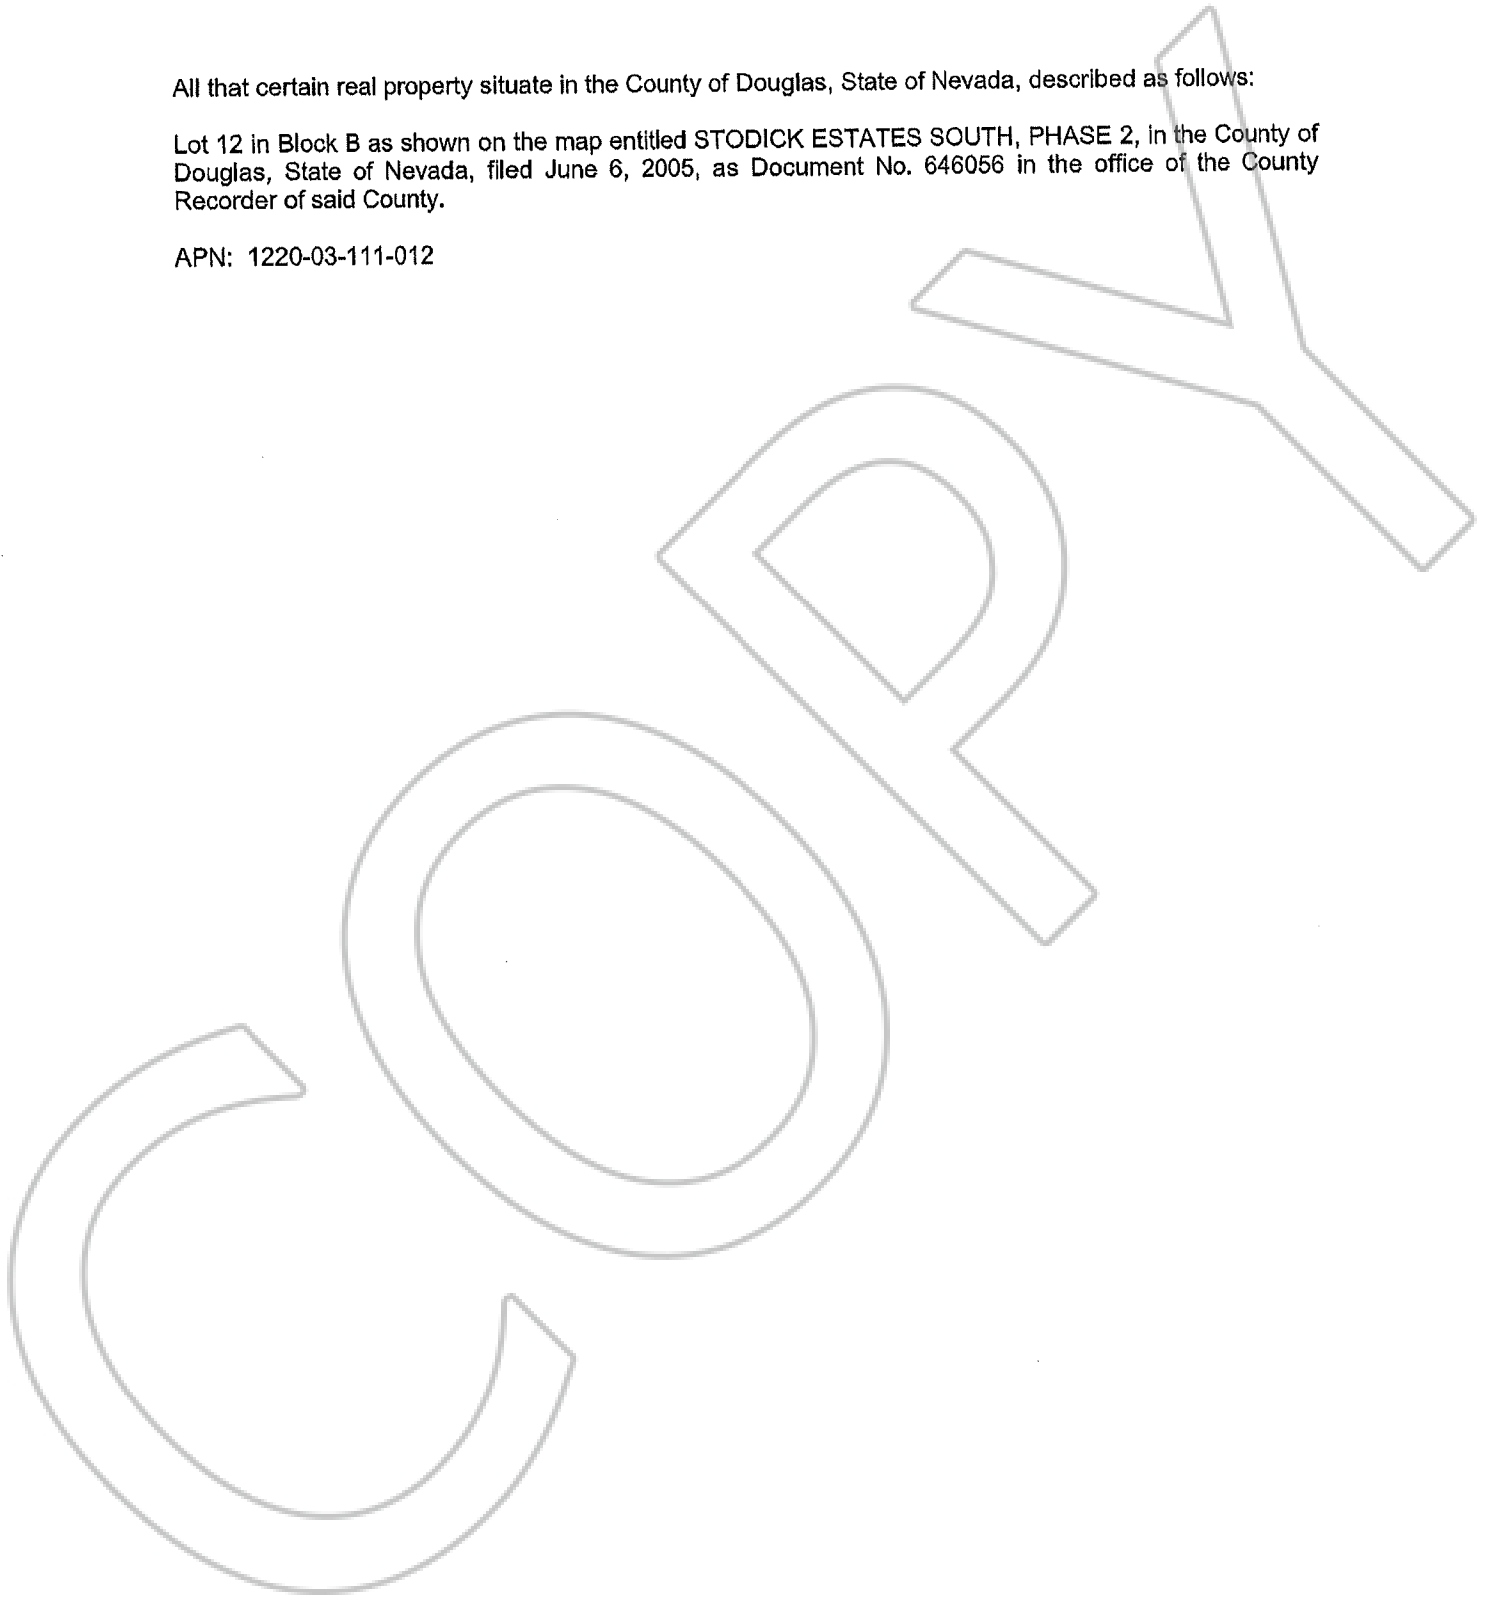 All that certain real property situate in the County of Douglas, State of Nevada, described as follows:
Lot 12 in Block B as shown on the map entitled STODICK ESTATES SOUTH, PHASE 2, in the County of
Douglas, State of Nevada, filed June 6, 2005, as Document No. 646056 in the office of the County
Recorder of said County.
APN: 1220-03-111-012
COPY